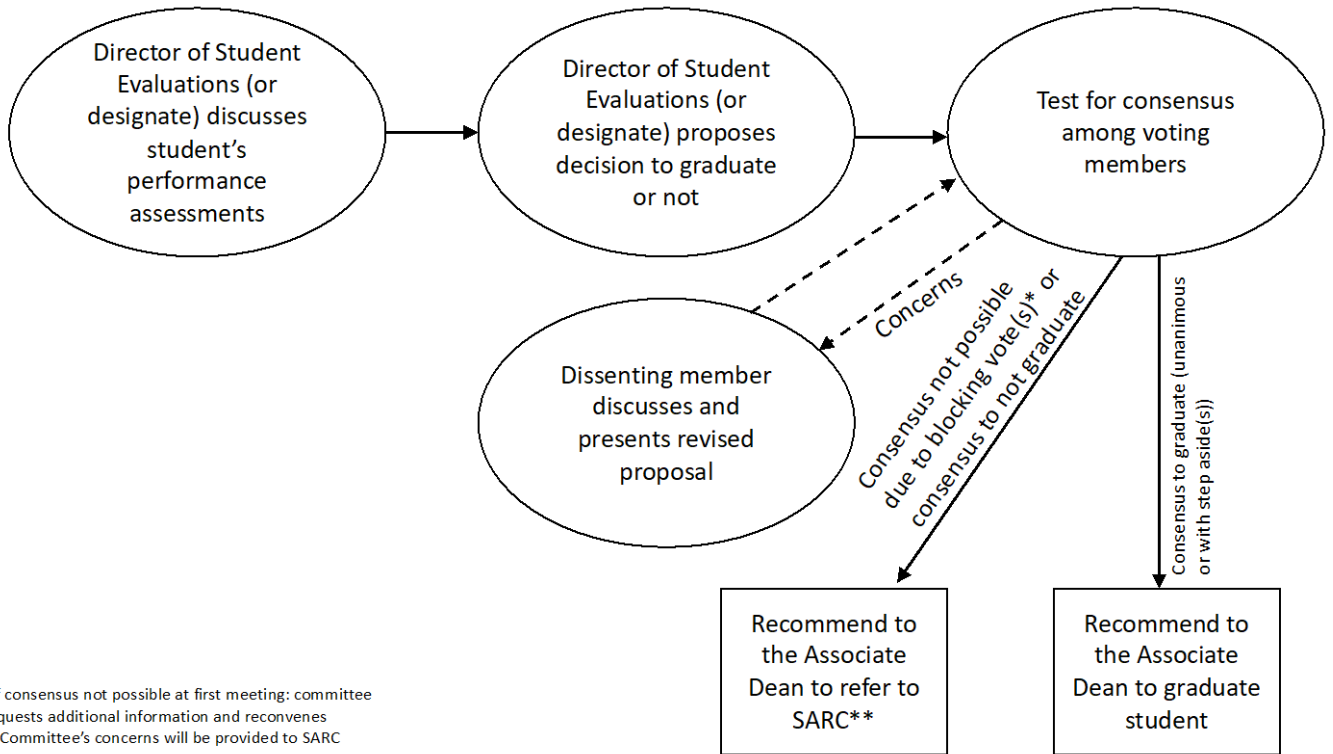 Director of Student
Evaluations (or
designate) discusses
student’s
performance
assessments
Director of Student
Evaluations (or
designate) proposes
decision to graduate
or not
Test for consensus
among voting
members
Concerns
Dissenting member
discusses and
presents revised
proposal
Consensus not possible
due to blocking vote(s)* or
consensus to not graduate
Consensus to graduate (unanimous
or with step aside(s))
Recommend to
the Associate
Dean to refer to
SARC**
Recommend to
the Associate
Dean to graduate
student
consensus not possible at first meeting: committee
additional information and reconvenes
Committee’s concerns will be provided to SARC